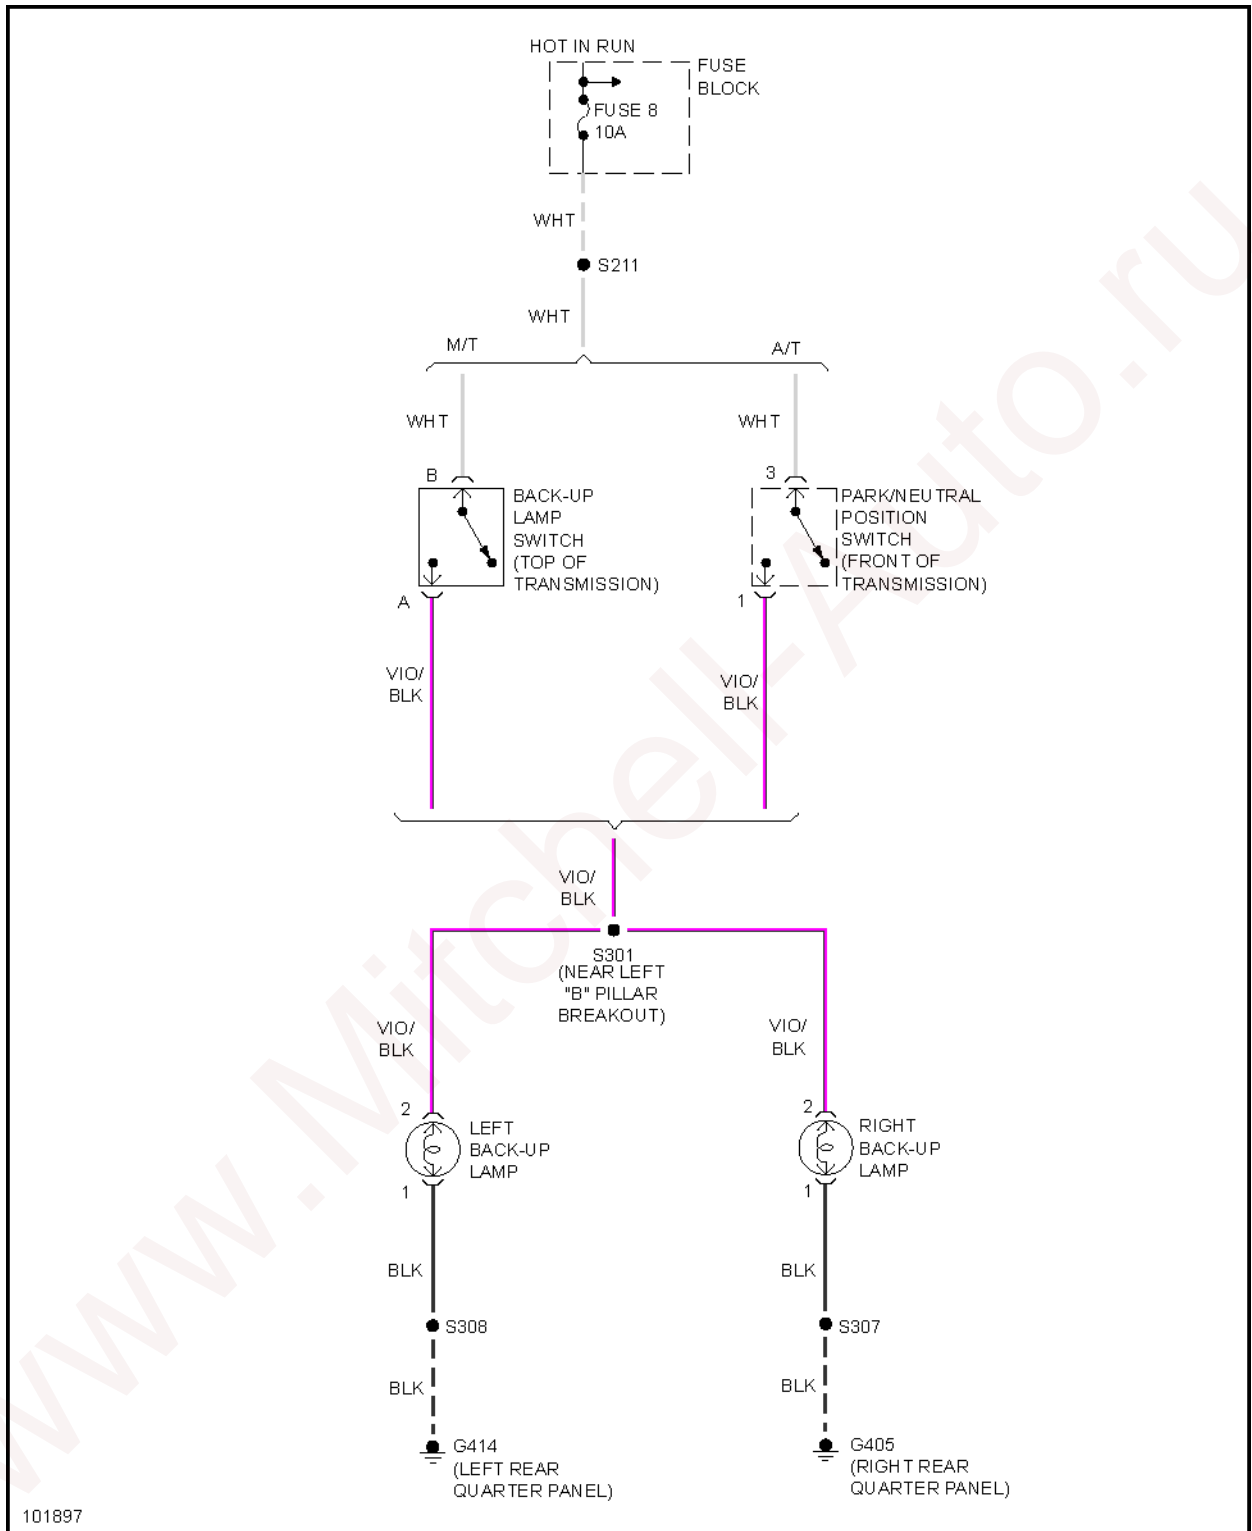 HOT IN RUN
FUSE
BLOCK
FUSE 8
10A
WHT
S211
WHT
M/T
A/T
WHT
WHT
B
3
BACK-UP
LAMP
SWITCH
(TOP OF
TRANSMISSION)
PARK/NEUTRAL
POSITION
SWITCH
(FRONT OF
TRANSMISSION)
A
1
VIO/
BLK
VIO/
BLK
VIO/
BLK
S301
(NEAR LEFT
"B" PILLAR
BREAKOUT)
VIO/
BLK
VIO/
BLK
2
2
LEFT
BACK-UP
LAMP
RIGHT
BACK-UP
LAMP
1
1
BLK
BLK
S308
S307
BLK
BLK
G414
(LEFT REAR
QUARTER PANEL)
G405
(RIGHT REAR
QUARTER PANEL)
101897
www.Mitchell-Auto.ru